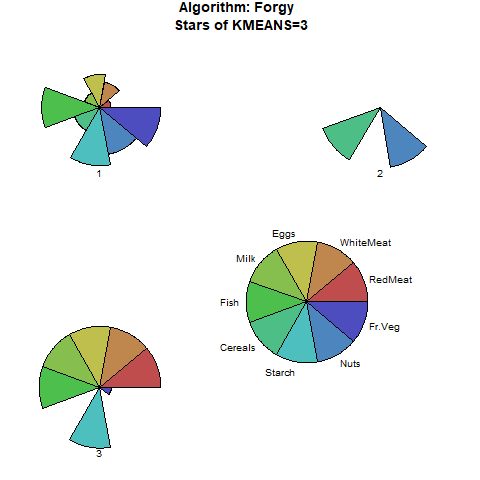 Algorithm: Forgy
Stars of KMEANS=3
1
2
Eggs
WhiteMeat
Milk
RedMeat
Fish
Fr.Veg
Cereals
Nuts
Starch
3